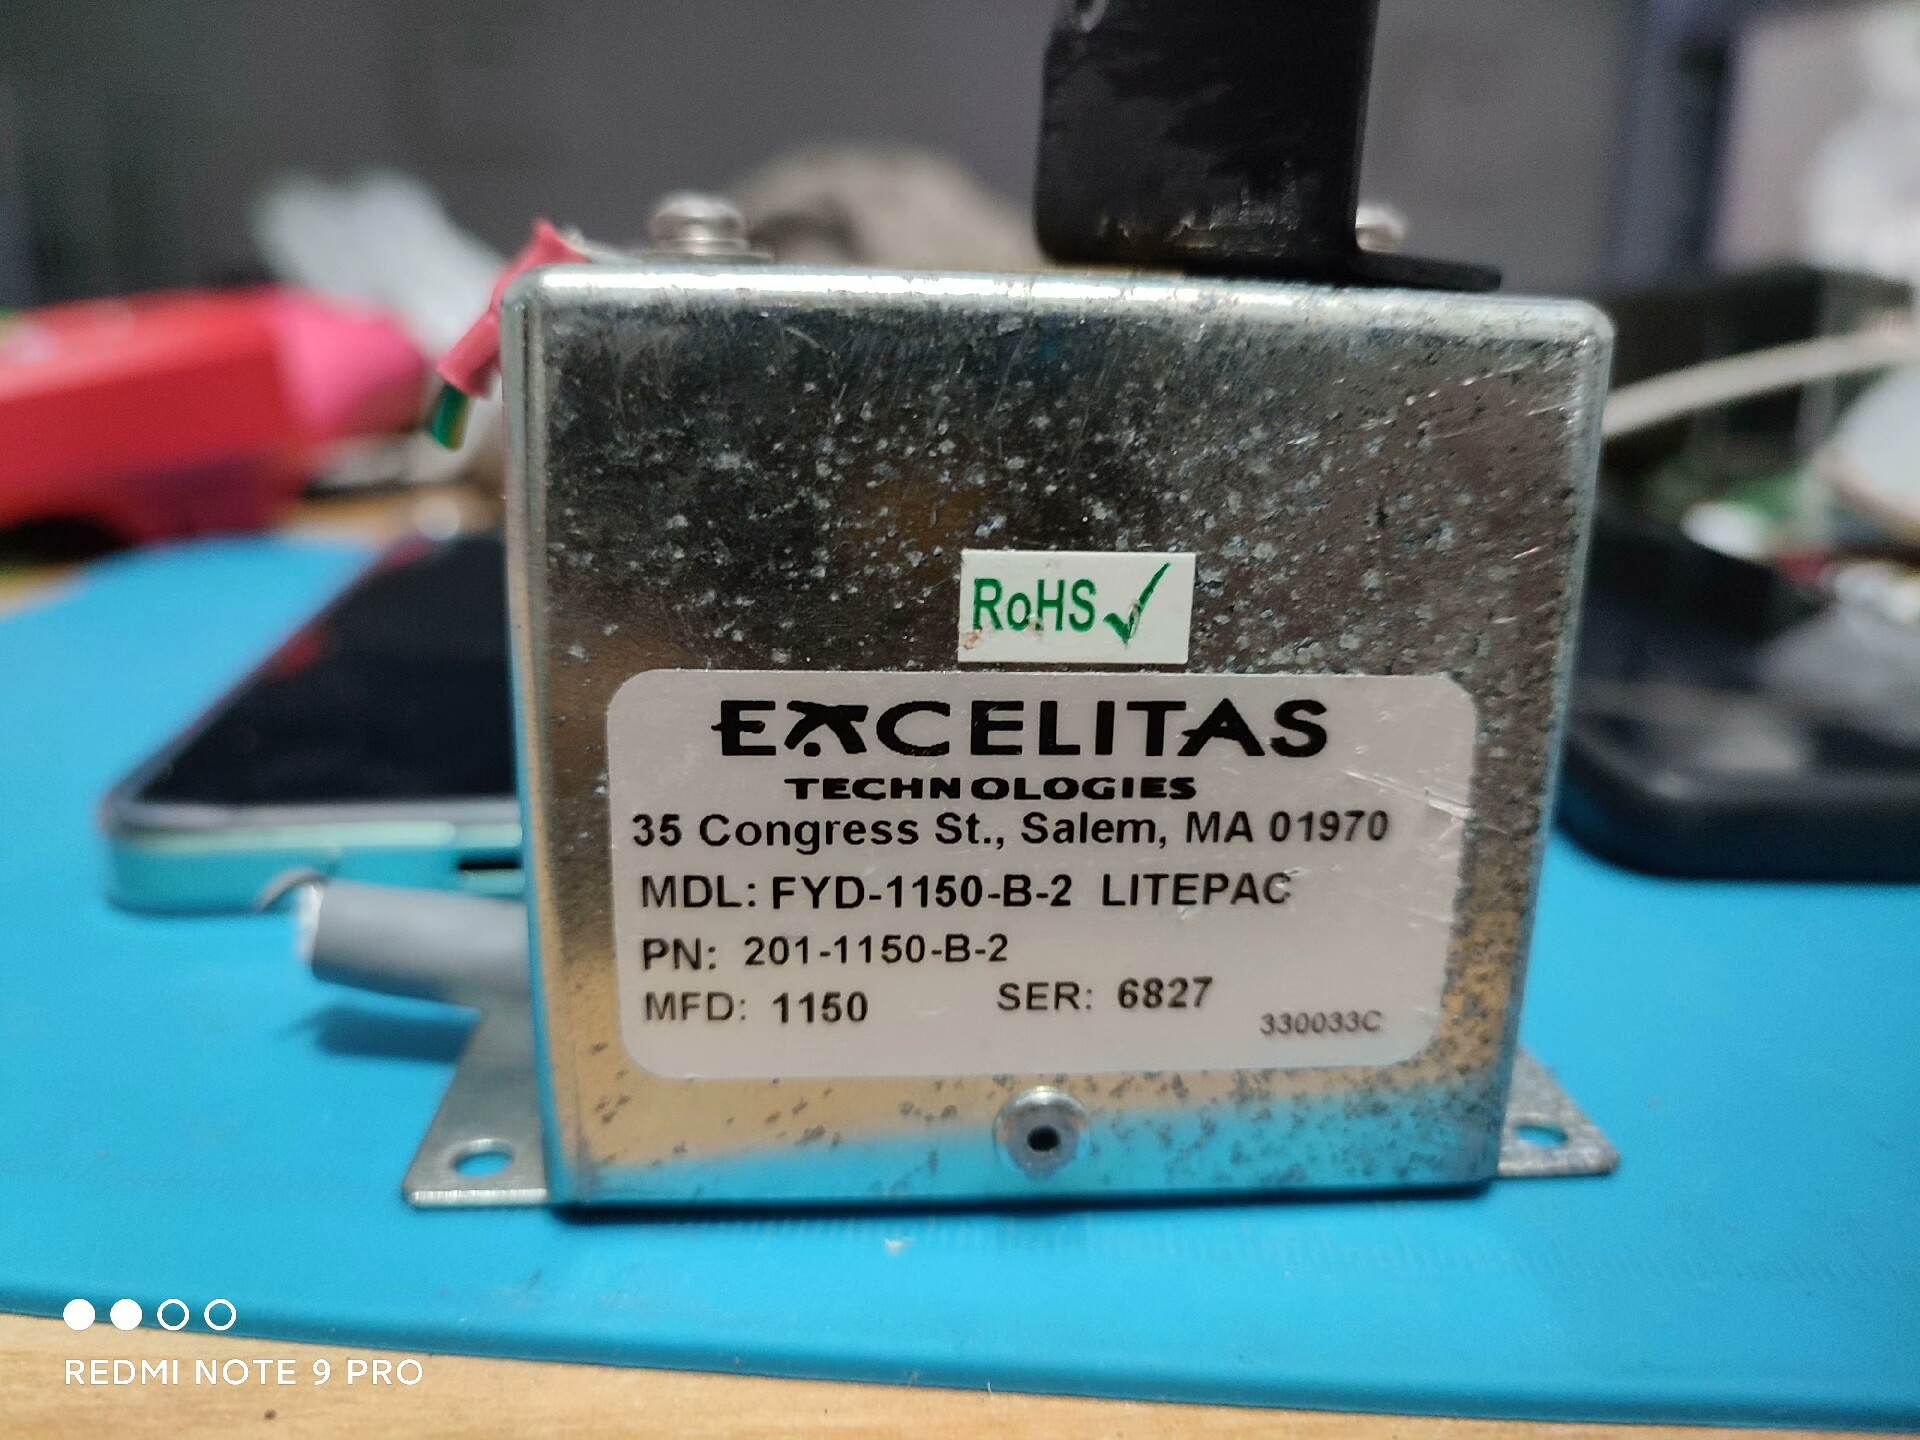 RoHS✓
EXCELITAS
TECHNOLOGIES
35 Congress St., Salem, MA 01970
MDL: FYD-1150-B-2 LITEPAC
PN: 201-1150-B-2
MFD: 1150 SER: 6827
330033C
REDMI NOTE 9 PRO